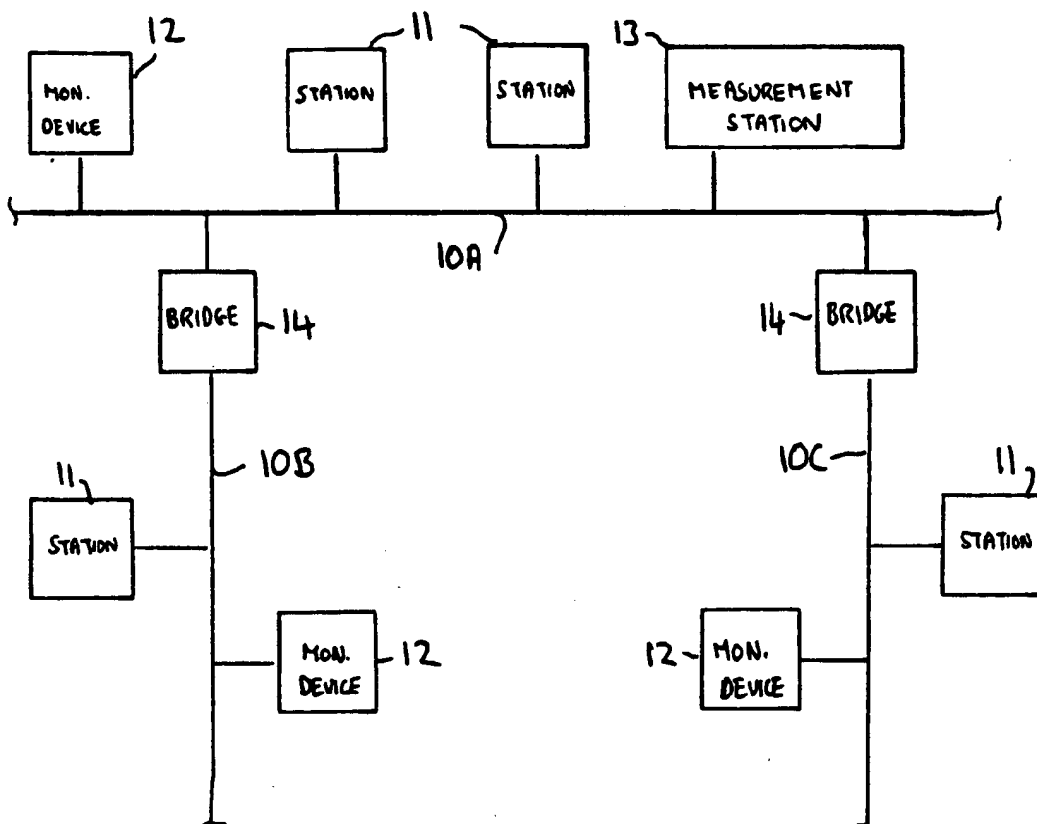 12
11
13
MON.
DEVICE
STATION
STATION
MEASUREMENT
STATION
10A
BRIDGE
14
14
BRIDGE
10B
10C
11
11
STATION
STATION
MON.
DEVICE
12
12
MON.
DEVICE